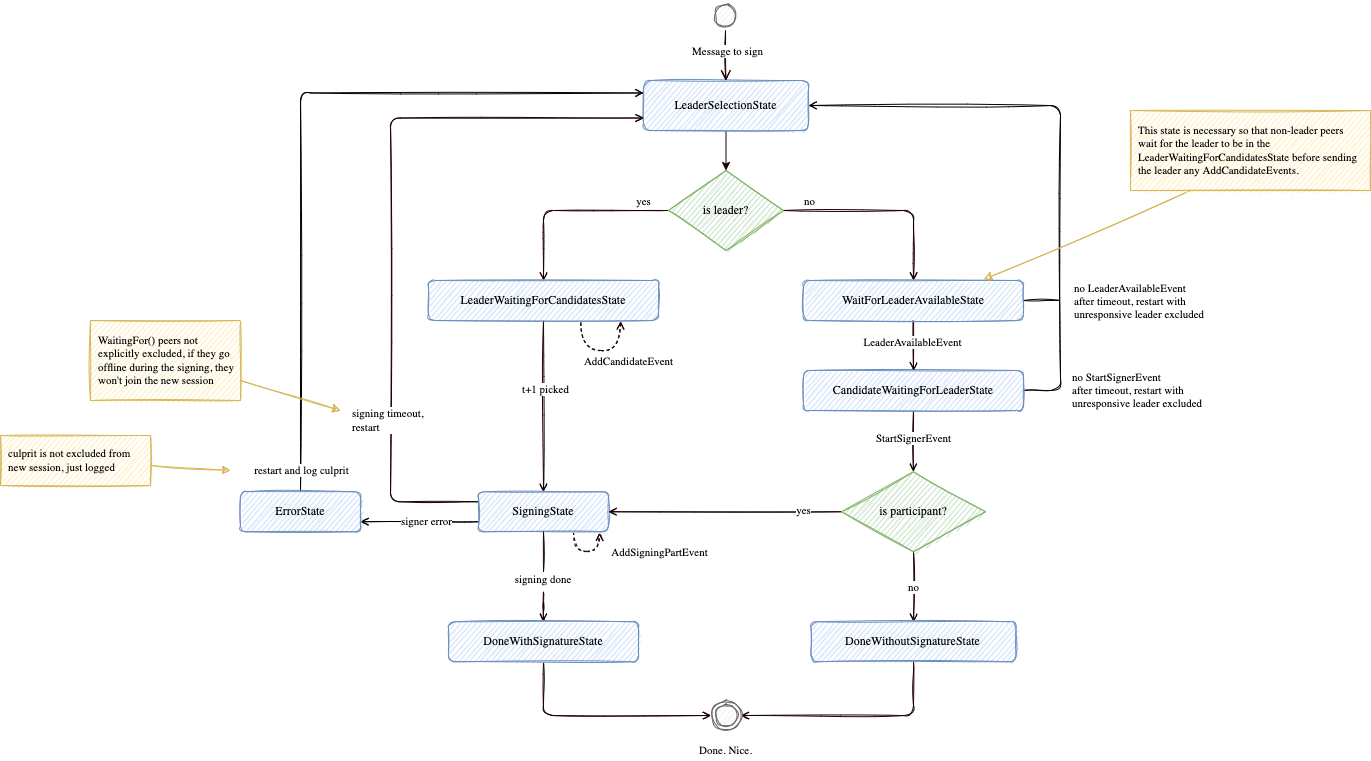 Message to sign
LeaderSelectionState
This state is necessary so that non-leader peers
wait for the leader to be in the
LeaderWaitingForCandidatesState before sending
the leader any AddCandidateEvents.
is leader?
yes
no
LeaderWaitingForCandidatesState
WaitForLeaderAvailableState
no LeaderAvailableEvent
after timeout, restart with
unresponsive leader excluded
AddCandidateEvent
LeaderAvailableEvent
WaitingFor() peers not
explicitly excluded, if they go
offline during the signing, they
won't join the new session
t+1 picked
CandidateWaitingForLeaderState
no StartSignerEvent
after timeout, restart with
unresponsive leader excluded
signing timeout,
restart
StartSignerEvent
culprit is not excluded from
new session, just logged
restart and log culprit
ErrorState
signer error
SigningState
yes
is participant?
AddSigningPartEvent
signing done
no
DoneWithSignatureState
DoneWithoutSignatureState
Done. Nice.